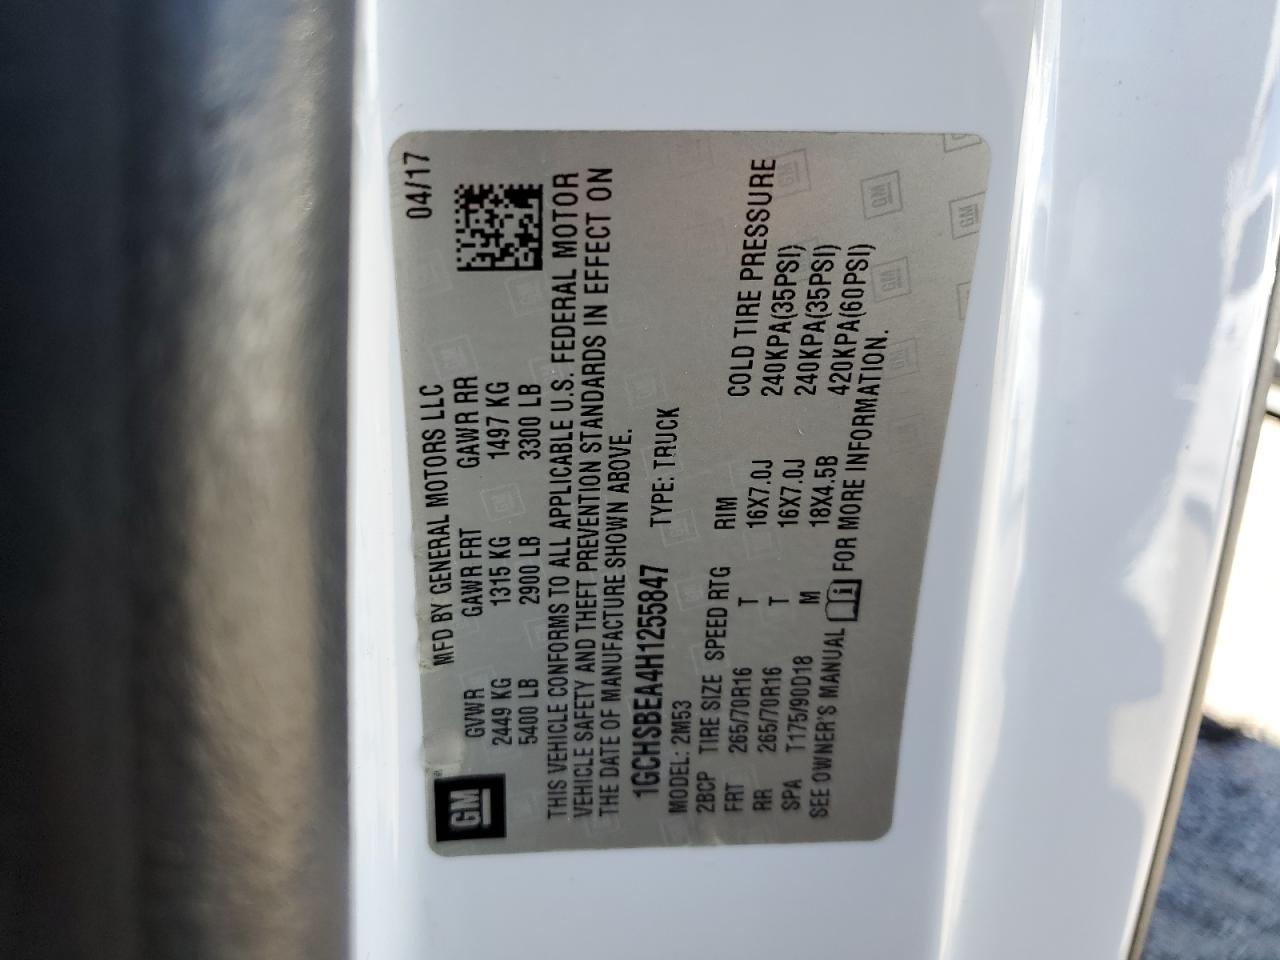 04/17
MFD BY GENERAL MOTORS LLC
GM®
GVWR GAWR FRT GAWR RR
2449 KG 1315 KG 1497 KG
5400 LB 2900 LB 3300 LB
THIS VEHICLE CONFORMS TO ALL APPLICABLE U.S. FEDERAL MOTOR
VEHICLE SAFETY AND THEFT PREVENTION STANDARDS IN EFFECT ON
THE DATE OF MANUFACTURE SHOWN ABOVE.
1GCHSBEA4H1255847 TYPE: TRUCK
MODEL: 2M53
2BCP TIRE SIZE SPEED RTG RIM COLD TIRE PRESSURE
FRT 265/70R16 T 16X7.0J 240KPA(35PSI)
RR 265/70R16 T 16X7.0J 240KPA(35PSI)
SPA T175/90D18 M 18X4.5B 420KPA(60PSI)
SEE OWNER'S MANUAL FOR MORE INFORMATION.